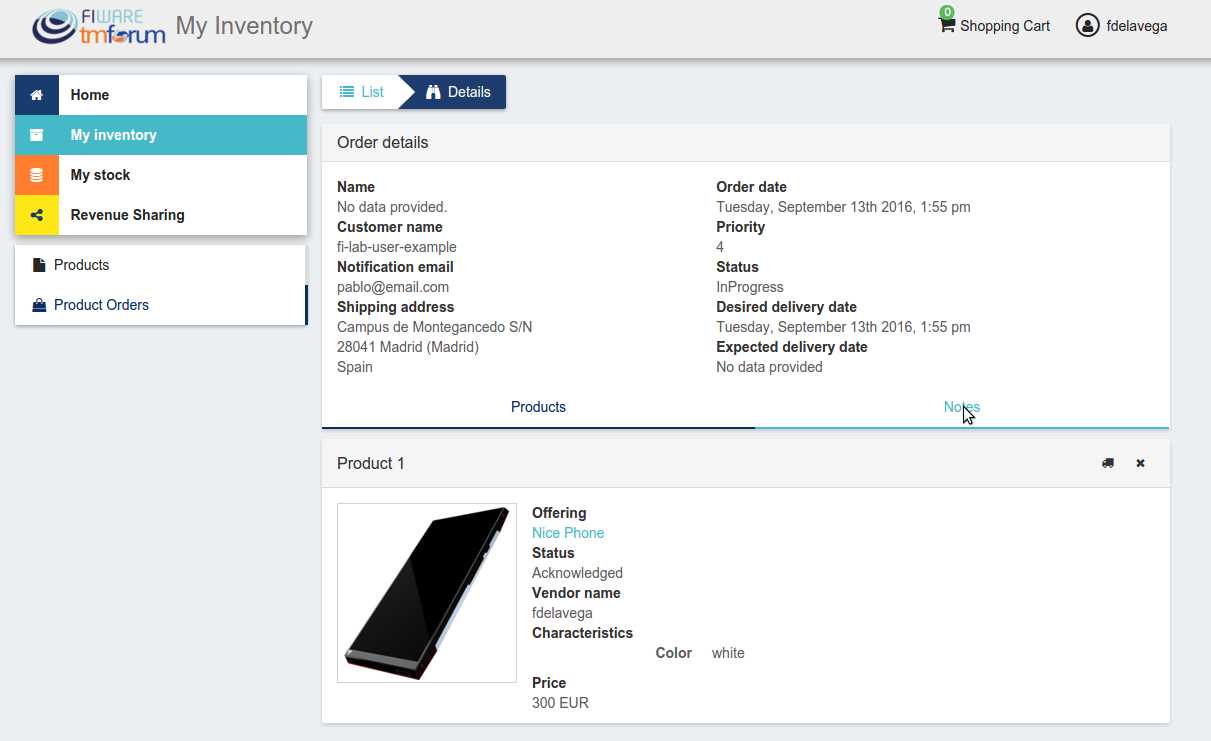 FIWARE
tmforum
My Inventory
0
Shopping Cart
fdelavega
Home
My inventory
My stock
Revenue Sharing
Products
Product Orders
List
Details
Order details
Name
No data provided.
Customer name
fi-lab-user-example
Notification email
pablo@email.com
Shipping address
Campus de Montegancedo S/N
28041 Madrid (Madrid)
Spain
Order date
Tuesday, September 13th 2016, 1:55 pm
Priority
4
Status
InProgress
Desired delivery date
Tuesday, September 13th 2016, 1:55 pm
Expected delivery date
No data provided
Products
Notes
Product 1
Offering
Nice Phone
Status
Acknowledged
Vendor name
fdelavega
Characteristics
Color white
Price
300 EUR